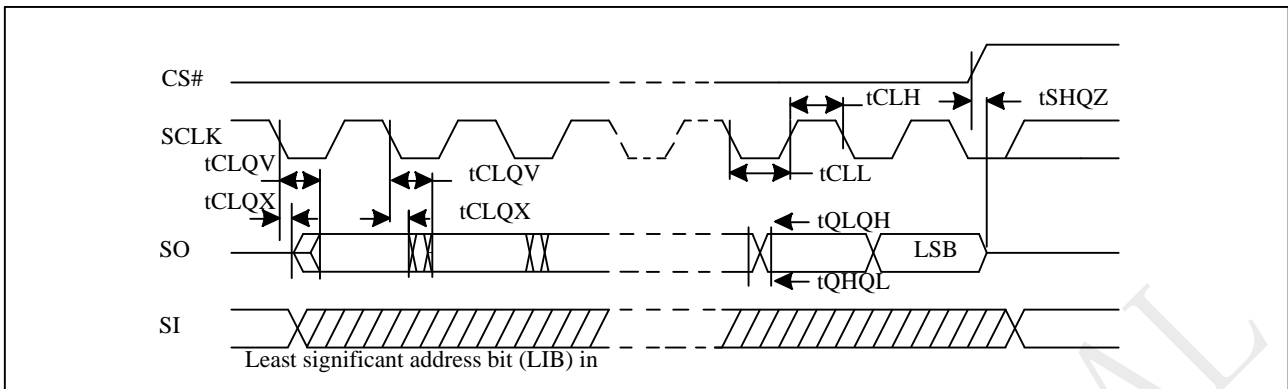 CS#
tCLH
tSHQZ
SCLK
tCLQV
tCLQV
tCLL
tCLQX
tCLQX
tQLQH
SO
LSB
tQHQL
SI
Least significant address bit (LIB) in